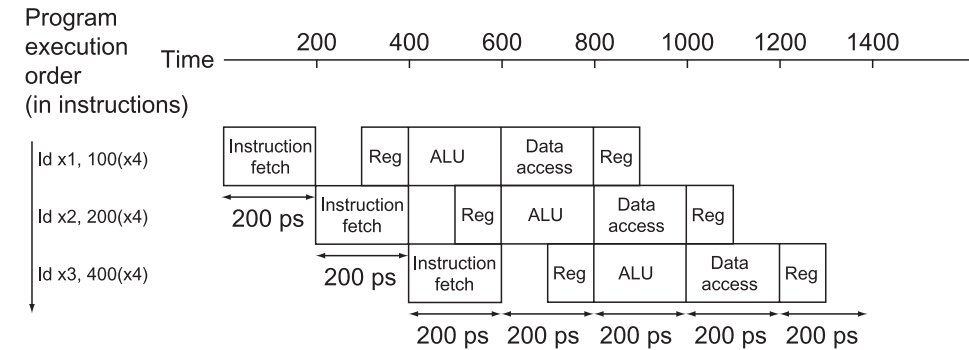 Program
execution
order
(in instructions)
Time
200 400 600 800 1000 1200 1400
ld x1, 100(x4)
Instruction
fetch
Reg
ALU
Data
access
Reg
200 ps
ld x2, 200(x4)
Instruction
fetch
Reg
ALU
Data
access
Reg
200 ps
ld x3, 400(x4)
Instruction
fetch
Reg
ALU
Data
access
Reg
200 ps 200 ps 200 ps 200 ps 200 ps